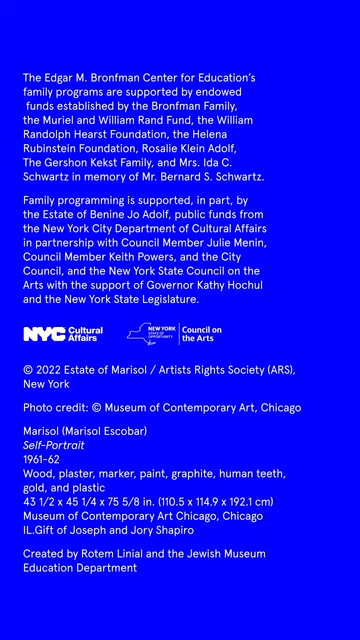 The Edgar M. Bronfman Center for Education's
family programs are supported by endowed
funds established by the Bronfman Family,
the Muriel and William Rand Fund, the William
Randolph Hearst Foundation, the Helena
Rubinstein Foundation, Rosalie Klein Adolf,
The Gershon Kekst Family, and Mrs. Ida C.
Schwartz in memory of Mr. Bernard S. Schwartz.
Family programming is supported, in part, by
the Estate of Benine Jo Adolf, public funds from
the New York City Department of Cultural Affairs
in partnership with Council Member Julie Menin,
Council Member Keith Powers, and the City
Council, and the New York State Council on the
Arts with the support of Governor Kathy Hochul
and the New York State Legislature.
NYC Cultural Affairs
NEW YORK STATE OF OPPORTUNITY Council on the Arts
© 2022 Estate of Marisol / Artists Rights Society (ARS),
New York
Photo credit: © Museum of Contemporary Art, Chicago
Marisol (Marisol Escobar)
Self-Portrait
1961-62
Wood, plaster, marker, paint, graphite, human teeth,
gold, and plastic
43 1/2 x 45 1/4 x 75 5/8 in. (110.5 x 114.9 x 192.1 cm)
Museum of Contemporary Art Chicago, Chicago
IL.Gift of Joseph and Jory Shapiro
Created by Rotem Linial and the Jewish Museum
Education Department